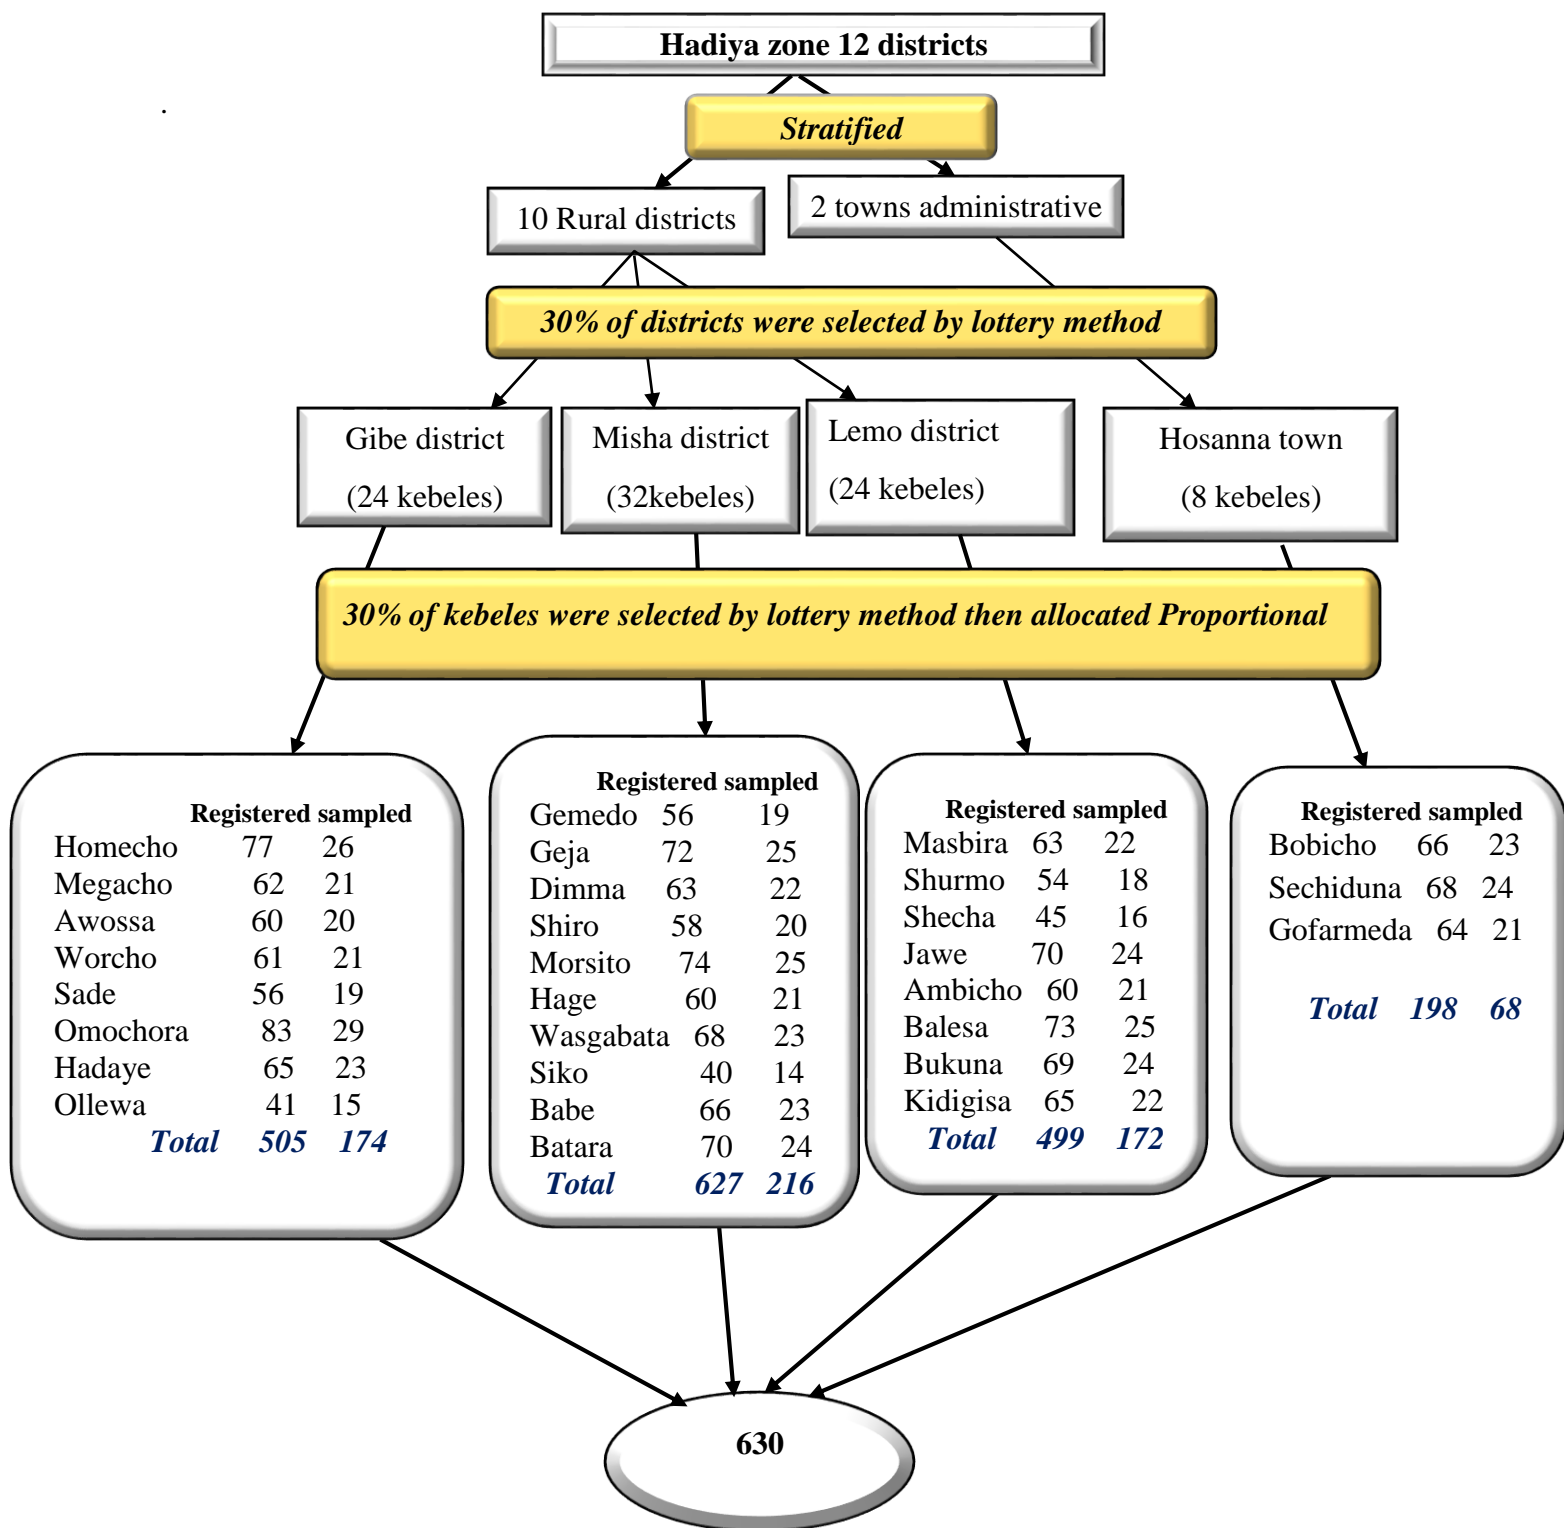 Hadiya zone 12 districts
.
Stratified
10 Rural districts
2 towns administrative
30% of districts were selected by lottery method
Gibe district
(24 kebeles)
Misha district
(32kebeles)
Lemo district
(24 kebeles)
Hosanna town
(8 kebeles)
30% of kebeles were selected by lottery method then allocated Proportional
Registered sampled
Homecho 77 26
Megacho 62 21
Awossa 60 20
Worcho 61 21
Sade 56 19
Omochora 83 29
Hadaye 65 23
Ollewa 41 15
Total 505 174
Registered sampled
Gemedo 56 19
Geja 72 25
Dimma 63 22
Shiro 58 20
Morsito 74 25
Hage 60 21
Wasgabata 68 23
Siko 40 14
Babe 66 23
Batara 70 24
Total 627 216
Registered sampled
Masbira 63 22
Shurmo 54 18
Shecha 45 16
Jawe 70 24
Ambicho 60 21
Balesa 73 25
Bukuna 69 24
Kidigisa 65 22
Total 499 172
Registered sampled
Bobicho 66 23
Sechiduna 68 24
Gofarmeda 64 21
Total 198 68
630